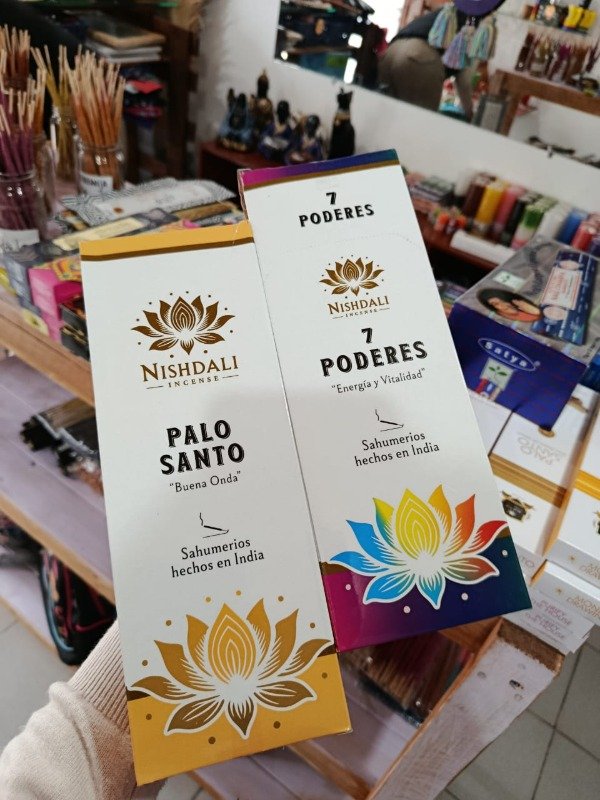 NISHDALI
INCENSE
PALO
SANTO
"Buena Onda"
Sahumerios
hechos en India
7
PODERES
NISHDALI
INCENSE
7
PODERES
"Energía y Vitalidad"
Sahumerios
hechos en India
satya